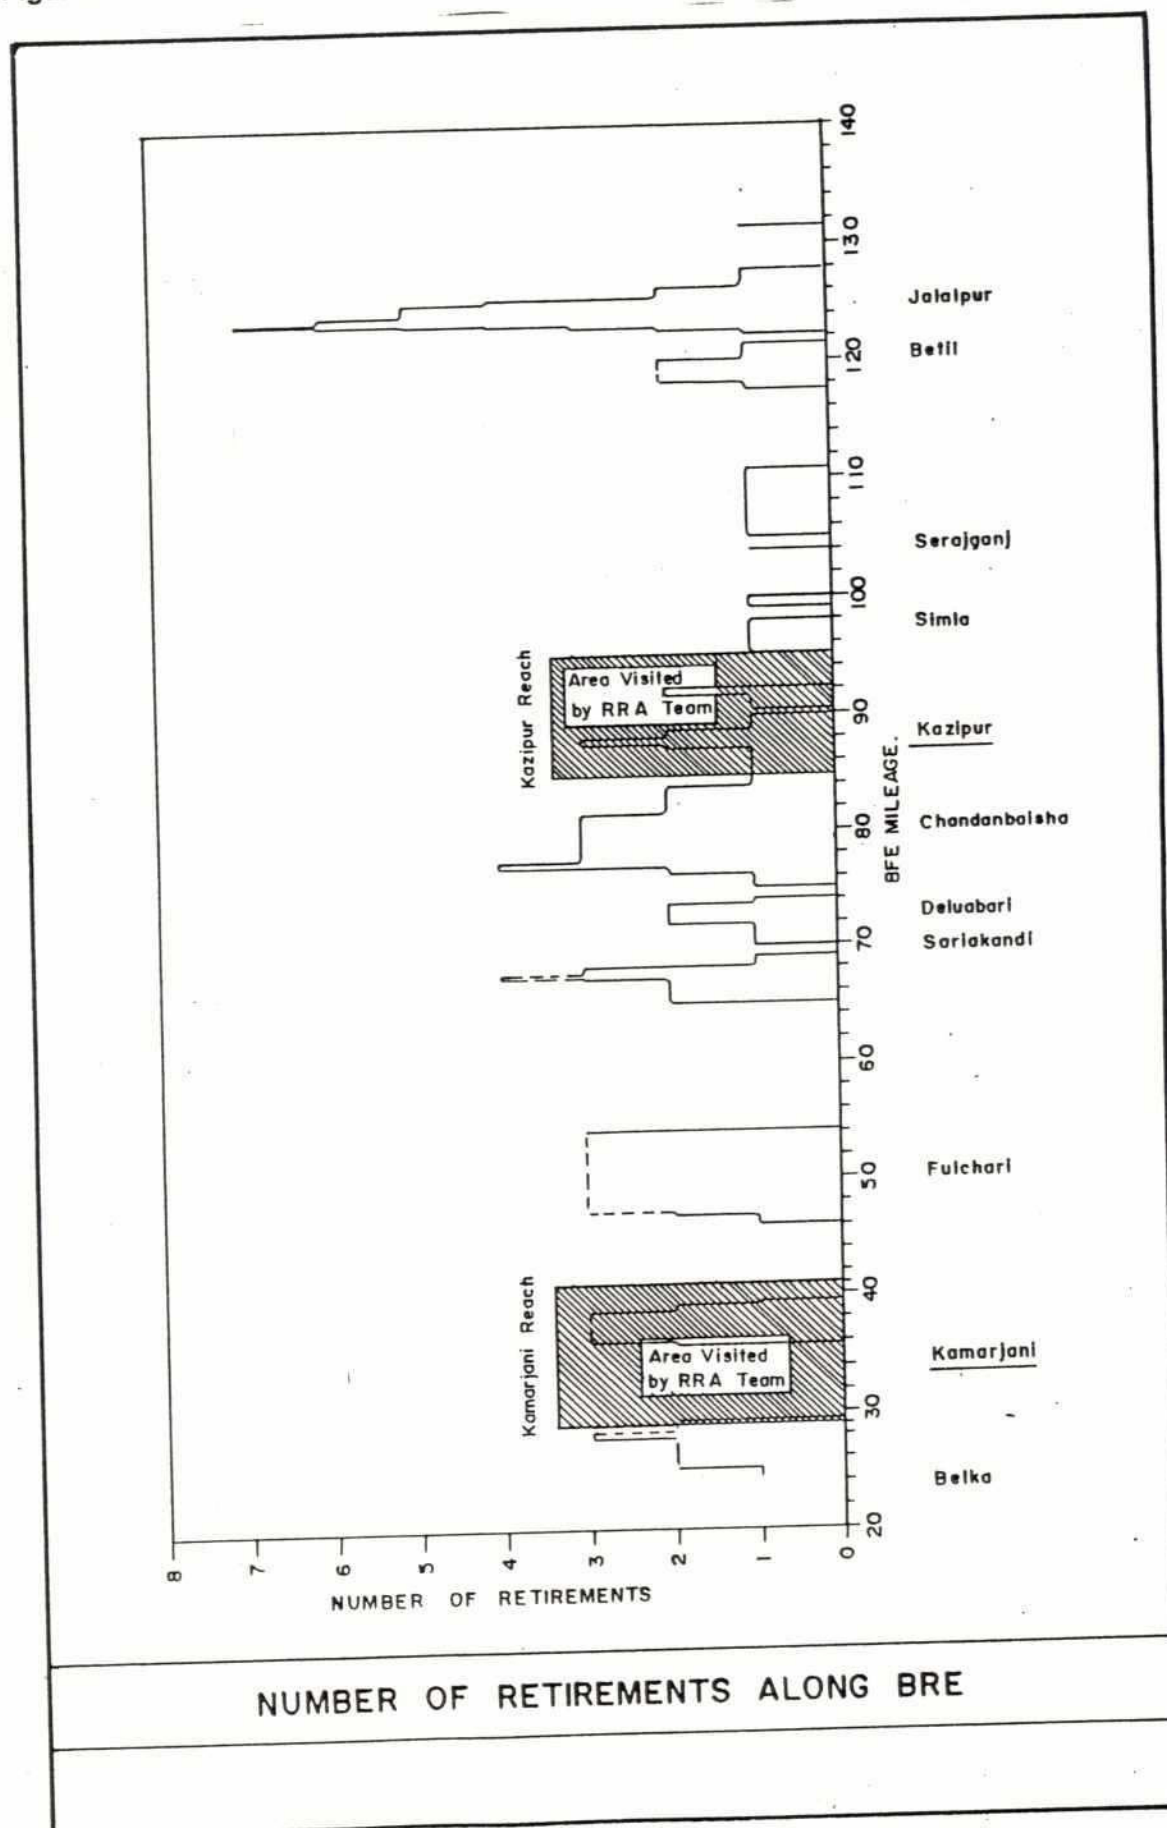 140
130
120
110
100
90
80
70
60
50
40
30
20
BFE MILEAGE.
Jalalpur
Betil
Serajganj
Simla
Kazipur
Chandanbaisha
Deluabari
Sariakandi
Fulchari
Kamarjani
Belka
Kazipur Reach
Area Visited
by RRA Team
Kamarjani Reach
Area Visited
by RRA Team
8
7
6
5
4
3
2
1
0
NUMBER OF RETIREMENTS
NUMBER OF RETIREMENTS ALONG BRE